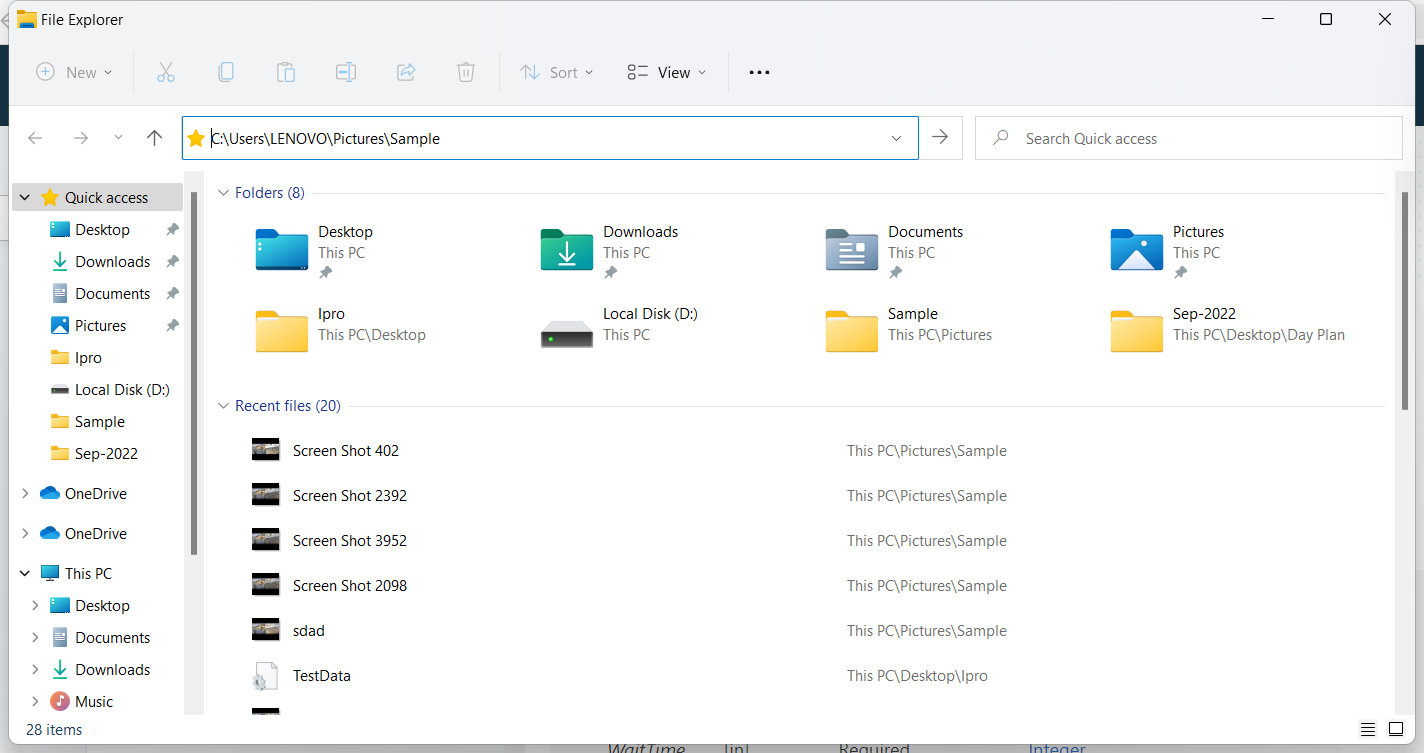 File Explorer
New
Sort
View
C:\Users\LENOVO\Pictures\Sample
Search Quick access
Quick access
Desktop
Downloads
Documents
Pictures
Ipro
Local Disk (D:)
Sample
Sep-2022
OneDrive
OneDrive
This PC
Desktop
Documents
Downloads
Music
Folders (8)
Desktop
This PC
Downloads
This PC
Documents
This PC
Pictures
This PC
Ipro
This PC\Desktop
Local Disk (D:)
This PC
Sample
This PC\Pictures
Sep-2022
This PC\Desktop\Day Plan
Recent files (20)
Screen Shot 402 This PC\Pictures\Sample
Screen Shot 2392 This PC\Pictures\Sample
Screen Shot 3952 This PC\Pictures\Sample
Screen Shot 2098 This PC\Pictures\Sample
sdad This PC\Pictures\Sample
TestData This PC\Desktop\Ipro
28 items
WaitTime Required Integer